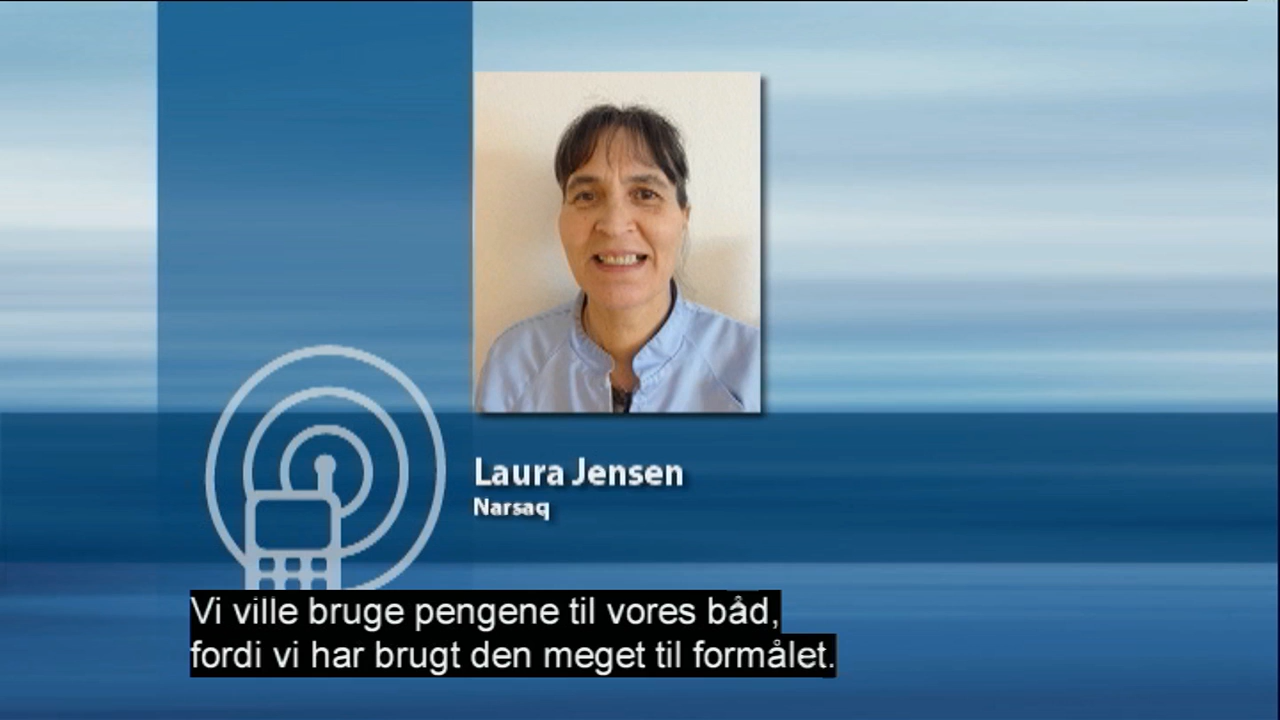 Laura Jensen
Narsaq
Vi ville bruge pengene til vores båd,
fordi vi har brugt den meget til formålet.